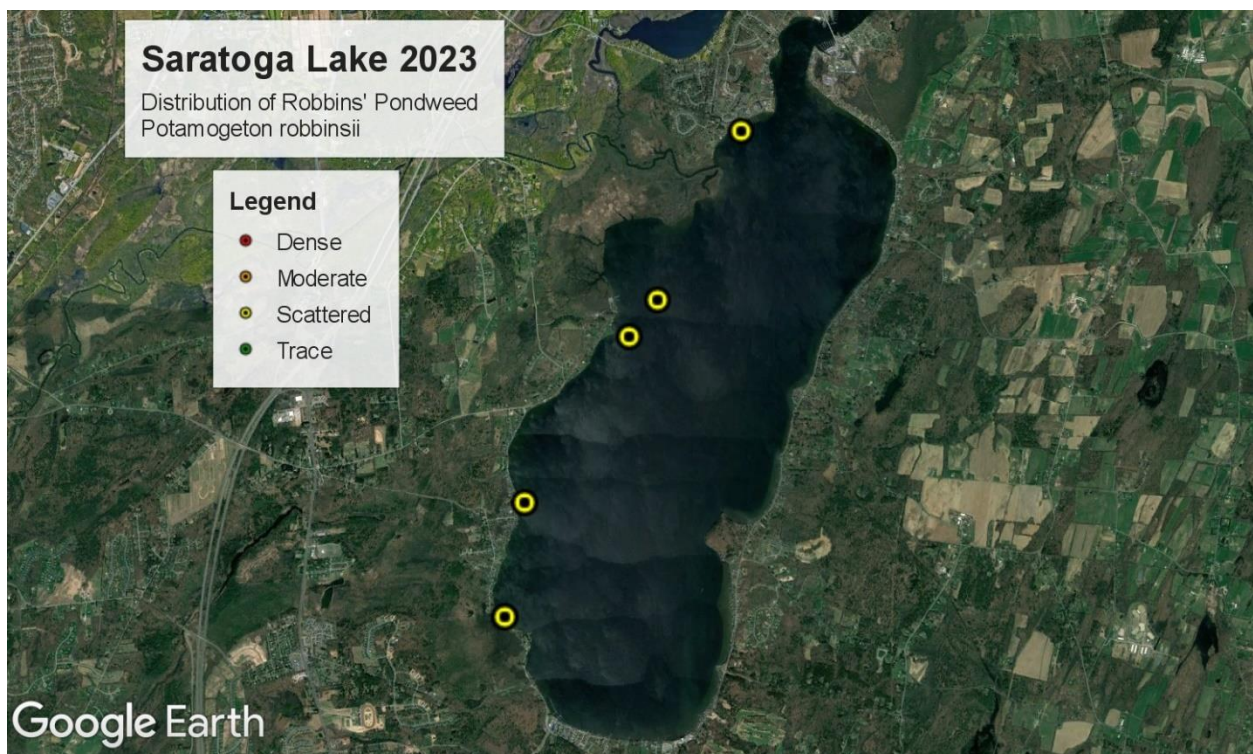 Saratoga Lake 2023
Distribution of Robbins' Pondweed
Potamogeton robbinsii
Legend
Dense
Moderate
Scattered
Trace
Google Earth